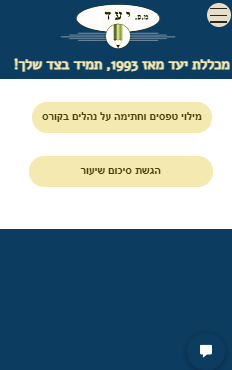 מ.פ. יעד
מכללת יעד מאז 1993, תמיד בצד שלך!
מילוי טפסים וחתימה על נהלים בקורס
הגשת סיכום שיעור